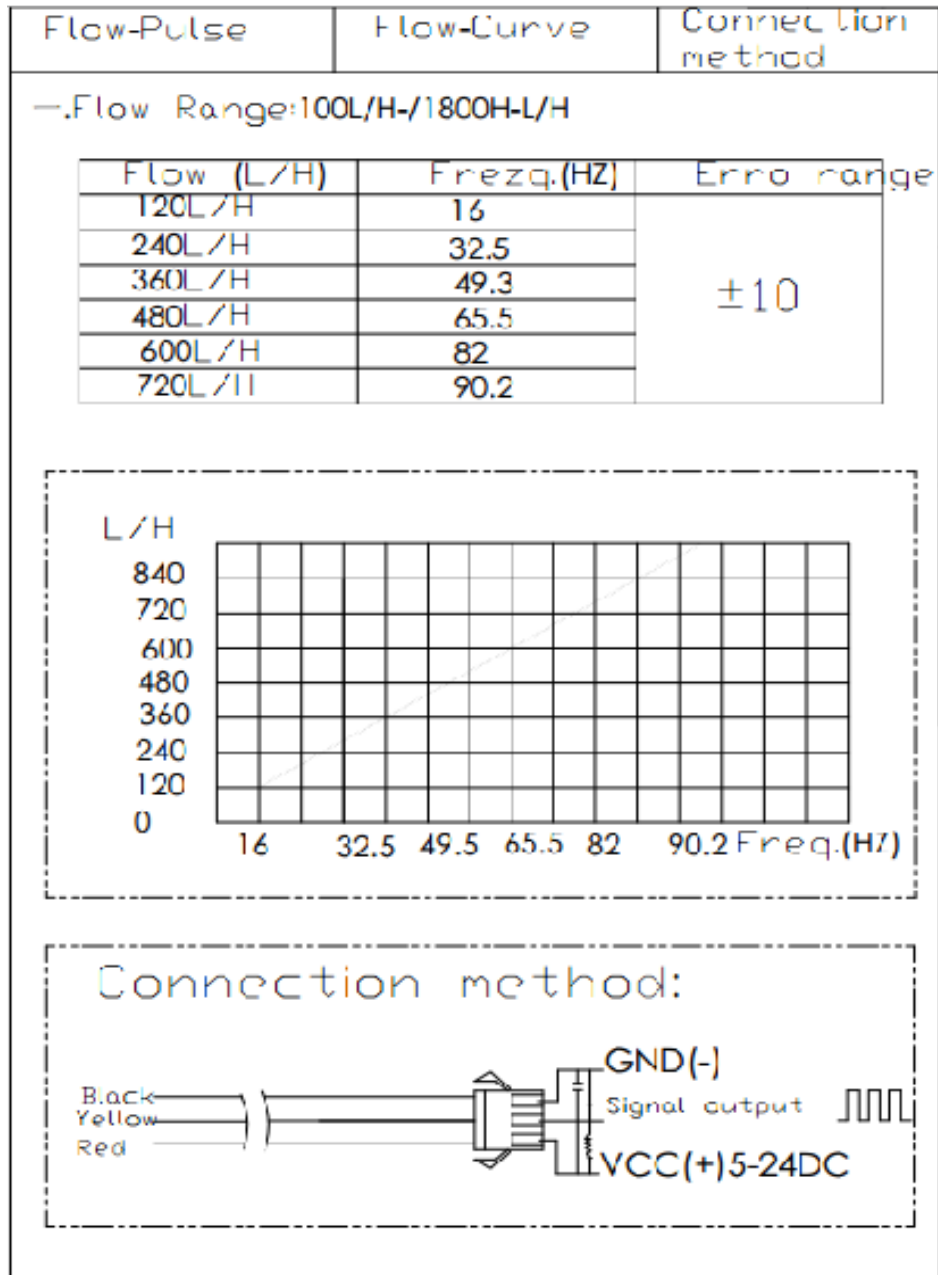 Flow-Pulse
Flow-Curve
Connection
method
一.Flow Range:100L/H-/1800H-L/H
Flow (L/H) Frezq.(HZ) Erro range
120L/H 16
240L/H 32.5
360L/H 49.3
480L/H 65.5
600L/H 82
720L/H 90.2
±10
L/H
840
720
600
480
360
240
120
0
16 32.5 49.5 65.5 82 90.2 Freq.(HZ)
Connection method:
GND(-)
Black
Yellow
Signal output
Red
VCC(+)5-24DC